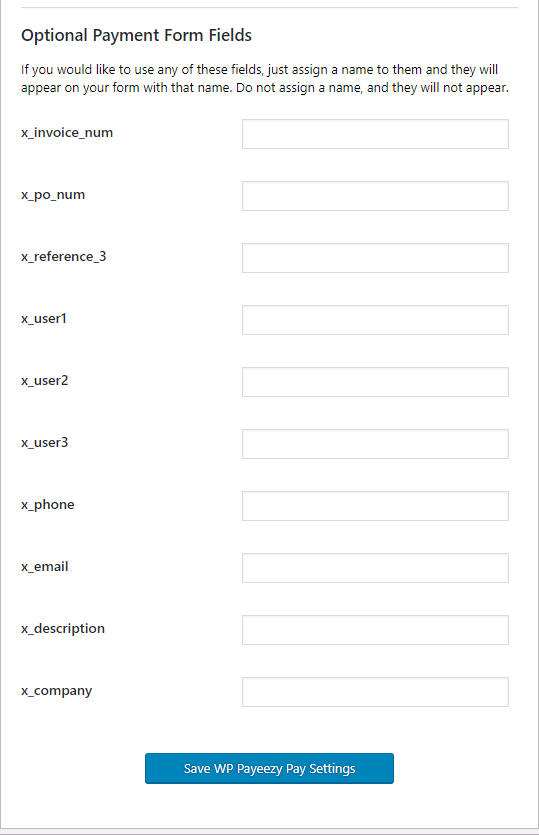 Optional Payment Form Fields
If you would like to use any of these fields, just assign a name to them and they will
appear on your form with that name. Do not assign a name, and they will not appear.
x_invoice_num
x_po_num
x_reference_3
x_user1
x_user2
x_user3
x_phone
x_email
x_description
x_company
Save WP Payeezy Pay Settings